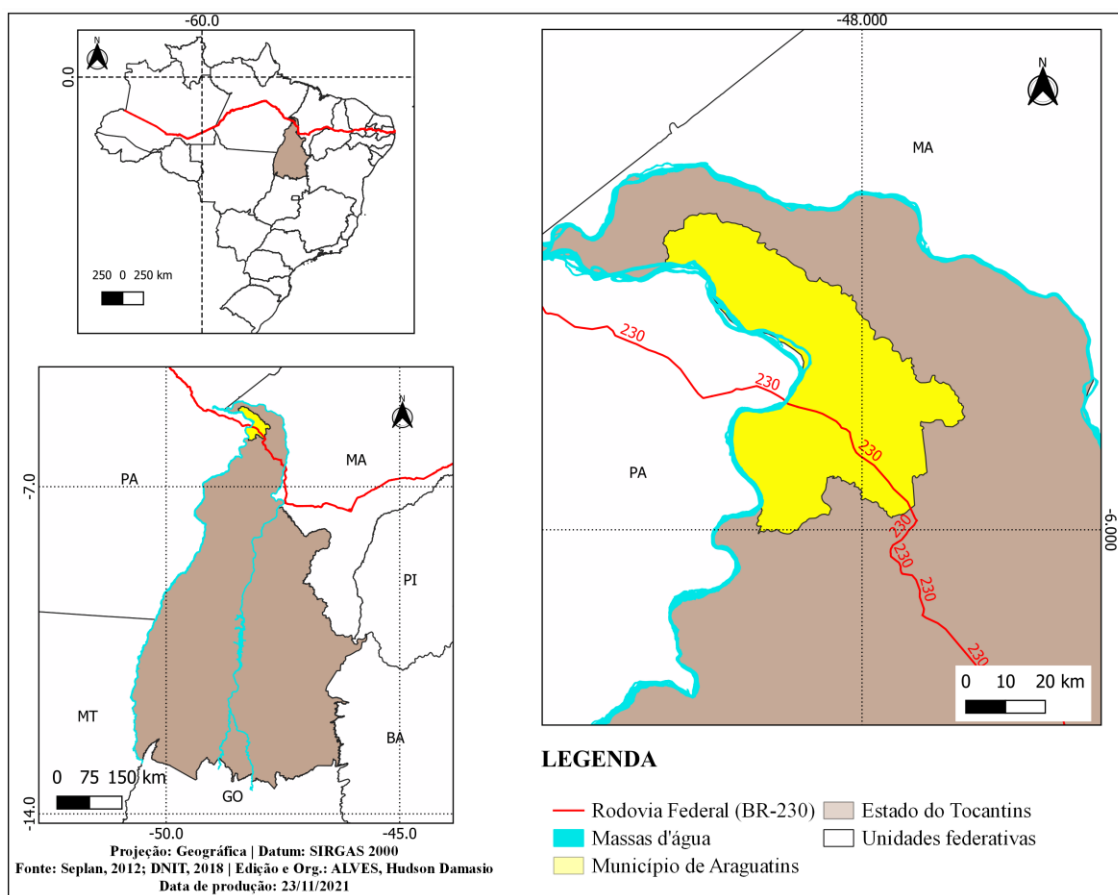 -60.0
N
0.0
250 0 250 km
-48.000
N
MA
230
230
230
PA
230
230
230
230
230
-6.000
0 10 20 km
N
PA
MA
-7.0
PI
MT
BA
0 75 150 km
GO
-14.0
-50.0
-45.0
Projeção: Geográfica | Datum: SIRGAS 2000
Fonte: Seplan, 2012; DNIT, 2018 | Edição e Org.: ALVES, Hudson Damasio
Data de produção: 23/11/2021
LEGENDA
Rodovia Federal (BR-230)
Massas d'água
Município de Araguatins
Estado do Tocantins
Unidades federativas